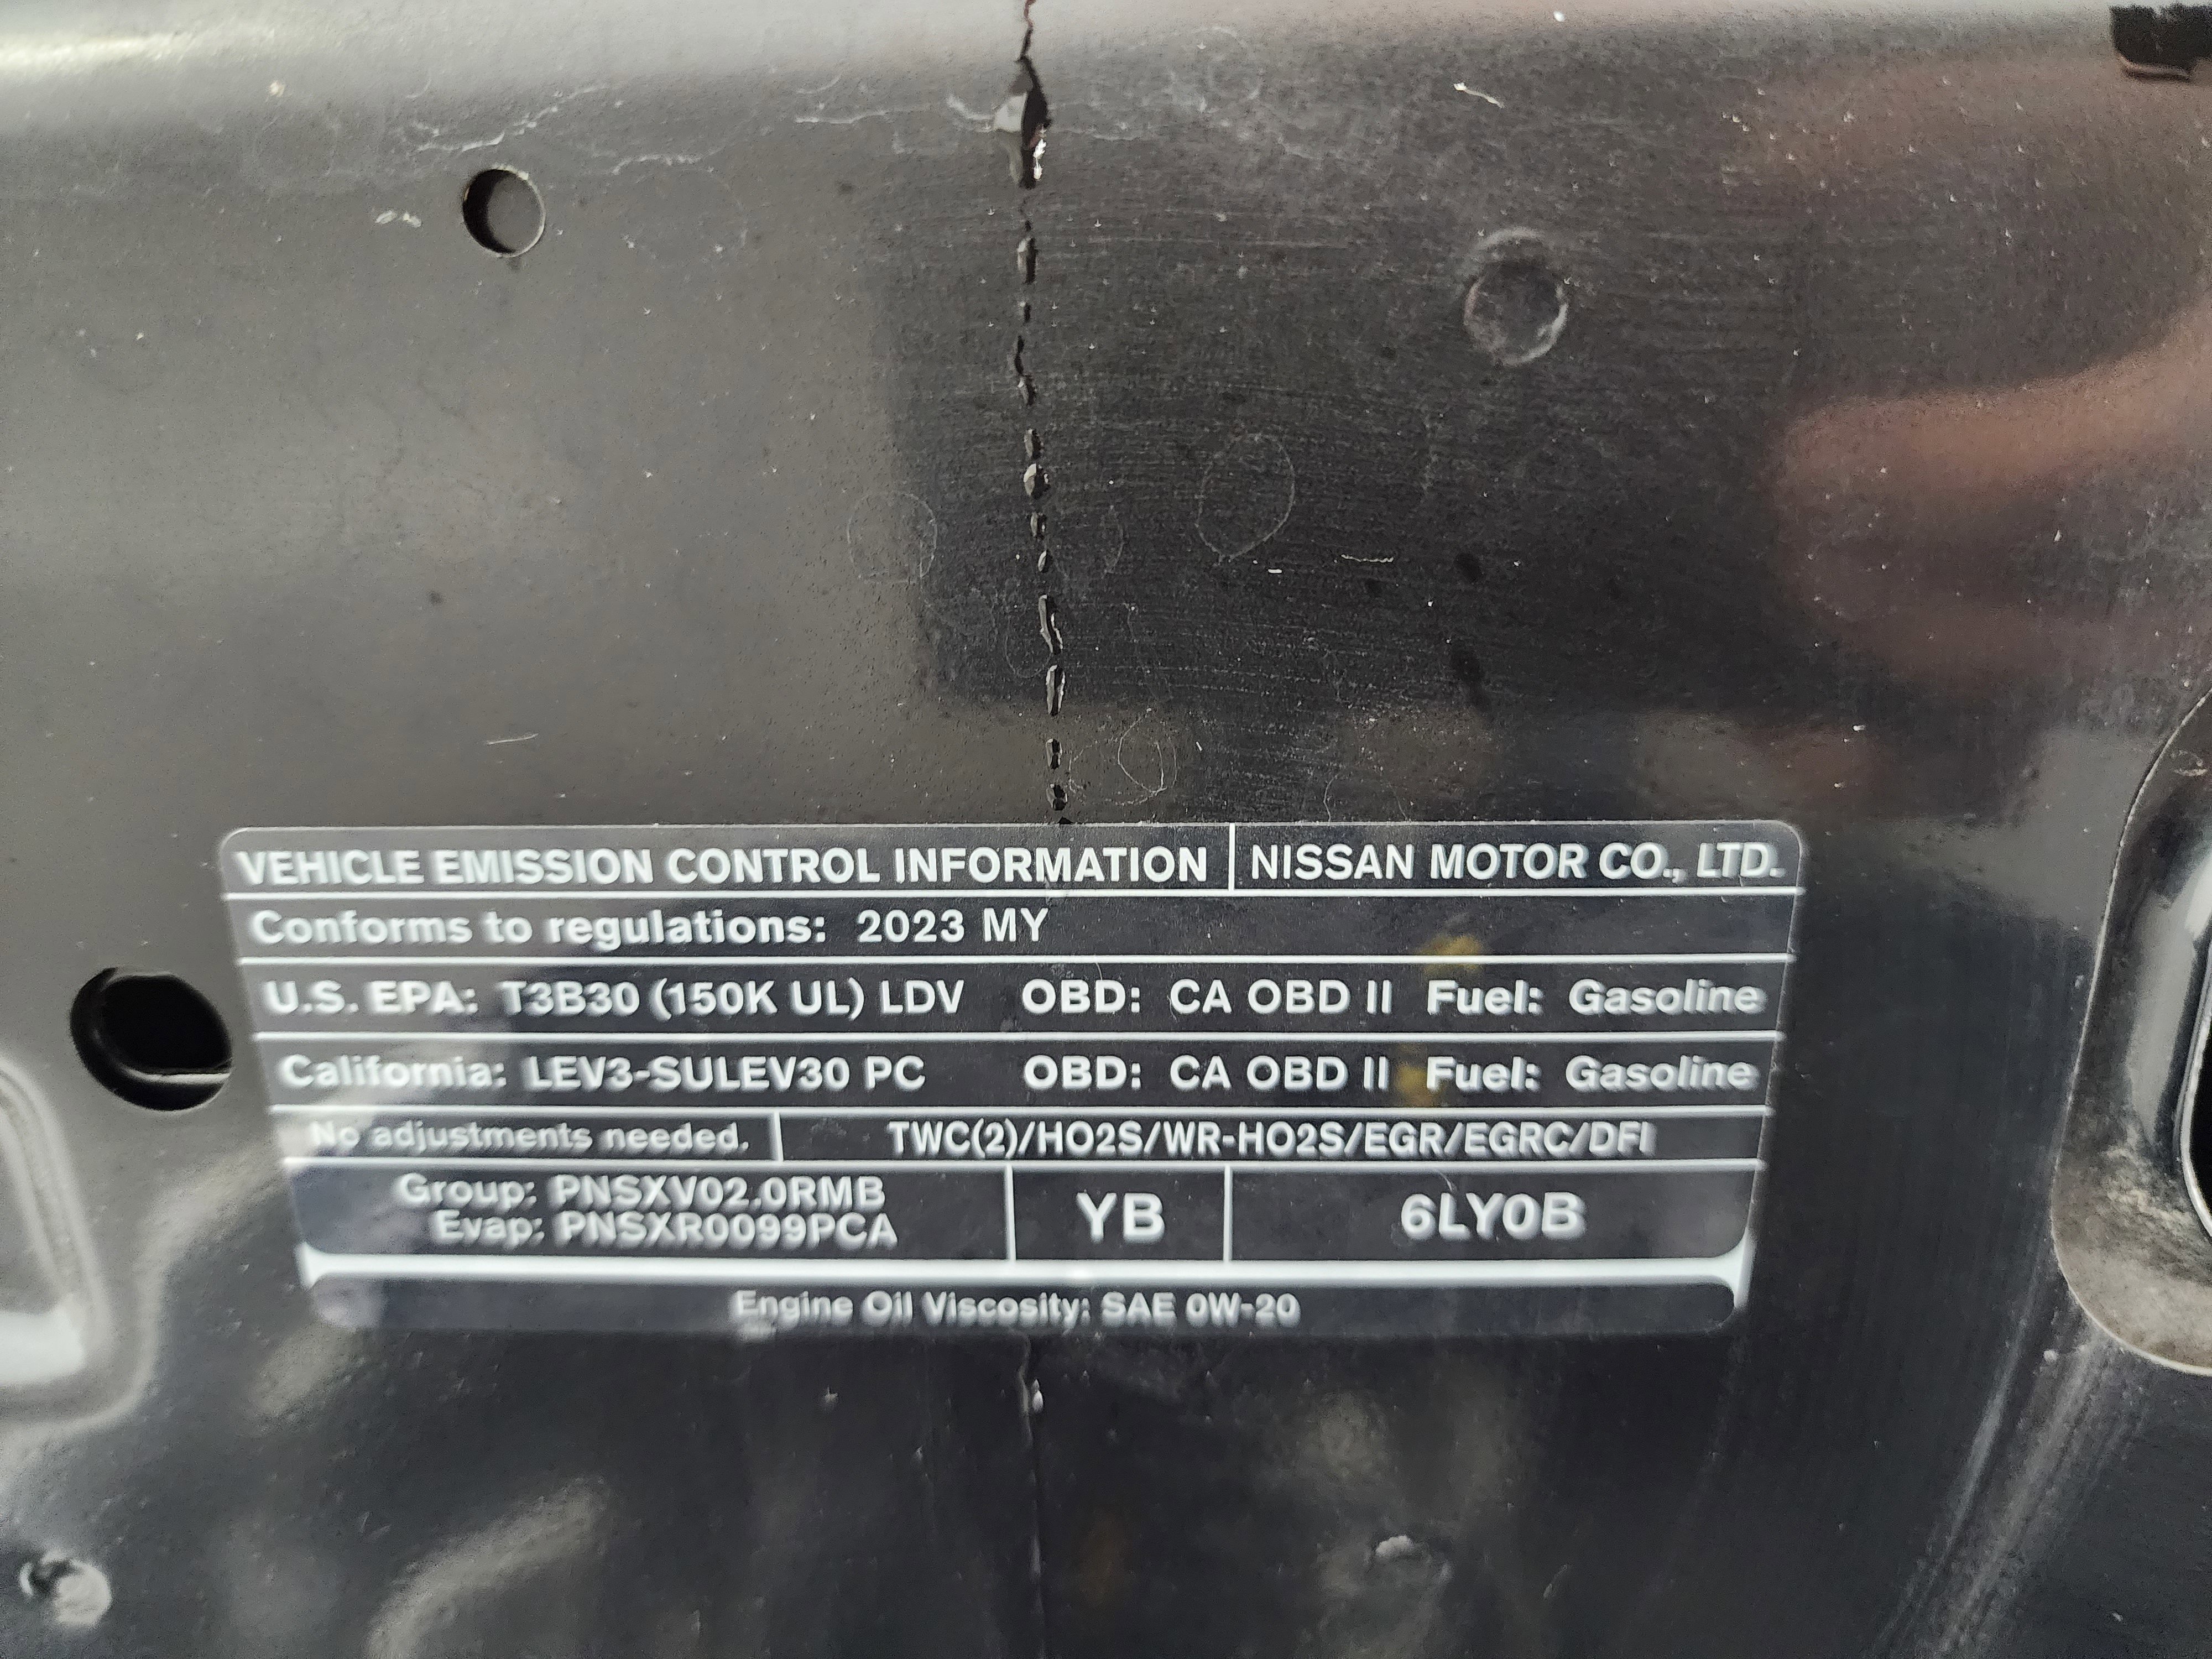 VEHICLE EMISSION CONTROL INFORMATION NISSAN MOTOR CO., LTD.
Conforms to regulations: 2023 MY
U.S. EPA: T3B30 (150K UL) LDV OBD: CA OBD II Fuel: Gasoline
California: LEV3-SULEV30 PC OBD: CA OBD II Fuel: Gasoline
No adjustments needed. TWC(2)/HO2S/WR-HO2S/EGR/EGRC/DFI
Group: PNSXV02.0RMB
Evap: PNSXR0099PCA
YB
6LY0B
Engine Oil Viscosity: SAE 0W-20